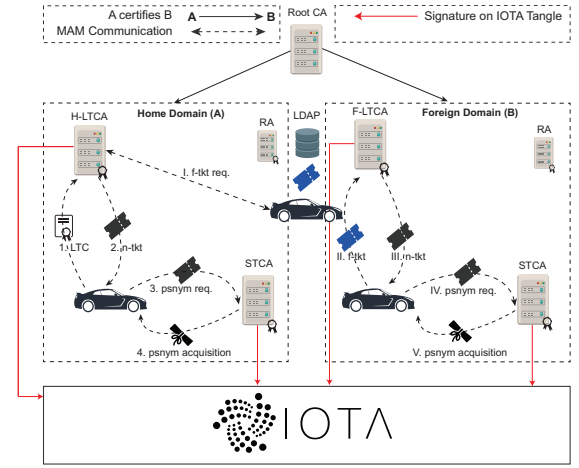 A certifies B
A
B
MAM Communication
Signature on IOTA Tangle
Root CA
Home Domain (A)
H-LTCA
RA
LDAP
F-LTCA
Foreign Domain (B)
RA
I. f-tkt req.
1. LTC
2. n-tkt
II. f-tkt
III. n-tkt
STCA
3. psnym req.
STCA
IV. psnym req.
4. psnym acquisition
V. psnym acquisition
IOTA